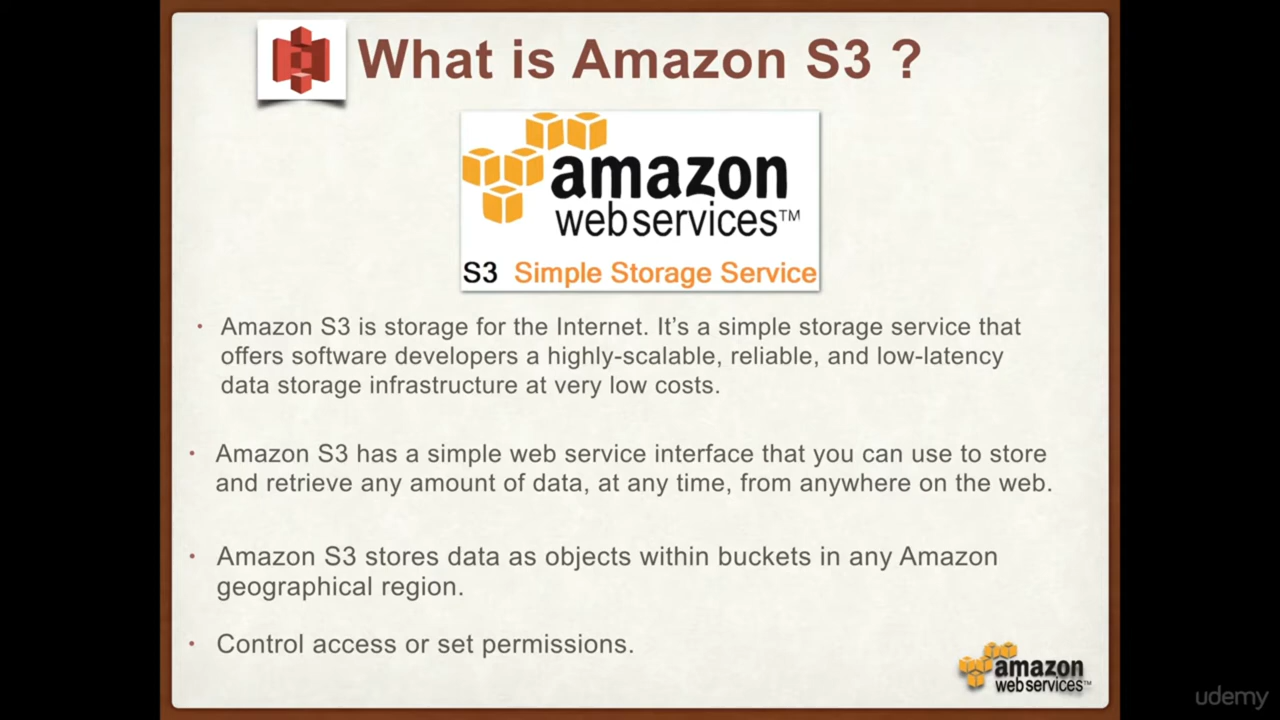 What is Amazon S3 ?
amazon
webservices™
S3 Simple Storage Service
• Amazon S3 is storage for the Internet. It’s a simple storage service that
offers software developers a highly-scalable, reliable, and low-latency
data storage infrastructure at very low costs.
• Amazon S3 has a simple web service interface that you can use to store
and retrieve any amount of data, at any time, from anywhere on the web.
• Amazon S3 stores data as objects within buckets in any Amazon
geographical region.
• Control access or set permissions.
amazon
webservices™
udemy